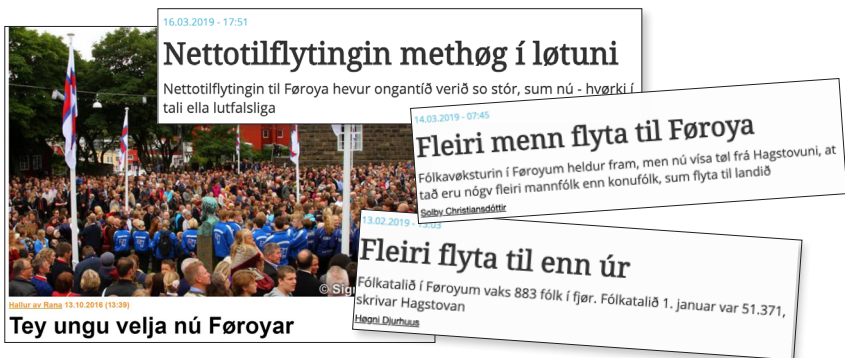 16.03.2019 - 17:51
Nettotilflytingin methøg í løtuni
Nettotilflytingin til Føroya hevur ongantíð verið so stór, sum nú - hvørki í
tali ella lutfalsliga
14.03.2019 - 07:45
Fleiri menn flyta til Føroya
Fólkavøksturin í Føroyum heldur fram, men nú vísa tøl frá Hagstovuni, at
tað eru nógv fleiri mannfólk enn konufólk, sum flyta til landið
Solby Christiansdóttir
13.02.2019 - 13:03
Fleiri flyta til enn úr
Fólkatalið í Føroyum vaks 883 fólk í fjør. Fólkatalið 1. januar var 51.371,
skrivar Hagstovan
Høgni Djurhuus
©
Hallur av Rana 13.10.2016 (13:39)
Tey ungu velja nú Føroyar